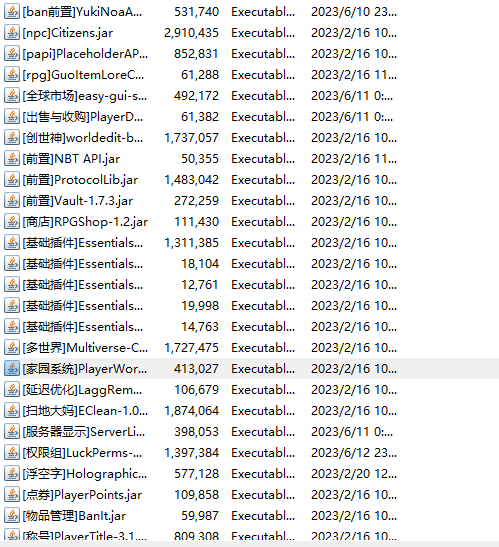 [ban前置]YukiNoaA... 531,740 Executabl... 2023/6/10 23...
[npc]Citizens.jar 2,910,435 Executabl... 2023/2/16 10...
[papi]PlaceholderAP... 852,831 Executabl... 2023/2/16 10...
[rpg]GuoItemLoreC... 61,288 Executabl... 2023/2/16 11...
[全球市场]easy-gui-s... 492,172 Executabl... 2023/6/11 0:...
[出售与收购]PlayerD... 61,382 Executabl... 2023/6/11 0:...
[创世神]worldedit-b... 1,737,057 Executabl... 2023/2/16 10...
[前置]NBT API.jar 50,355 Executabl... 2023/2/16 11...
[前置]ProtocolLib.jar 1,483,042 Executabl... 2023/2/16 10...
[前置]Vault-1.7.3.jar 272,259 Executabl... 2023/2/16 10...
[商店]RPGShop-1.2.jar 111,430 Executabl... 2023/2/16 10...
[基础插件]Essentials... 1,311,385 Executabl... 2023/2/16 10...
[基础插件]Essentials... 18,104 Executabl... 2023/2/16 10...
[基础插件]Essentials... 12,761 Executabl... 2023/2/16 10...
[基础插件]Essentials... 19,998 Executabl... 2023/2/16 10...
[基础插件]Essentials... 14,763 Executabl... 2023/2/16 10...
[多世界]Multiverse-C... 1,727,475 Executabl... 2023/2/16 10...
[家园系统]PlayerWor... 413,027 Executabl... 2023/2/16 10...
[延迟优化]LaggRem... 106,679 Executabl... 2023/2/16 10...
[扫地大妈]EClean-1.0... 1,874,064 Executabl... 2023/2/16 10...
[服务器显示]ServerLi... 398,053 Executabl... 2023/6/11 0:...
[权限组]LuckPerms-... 1,397,384 Executabl... 2023/6/12 23...
[浮空字]Holographic... 577,128 Executabl... 2023/2/20 12...
[点券]PlayerPoints.jar 109,858 Executabl... 2023/2/16 10...
[物品管理]BanIt.jar 59,987 Executabl... 2023/2/16 10...
[称号]PlayerTitle-3.1.... 809,308 Executabl... 2023/2/16 10...